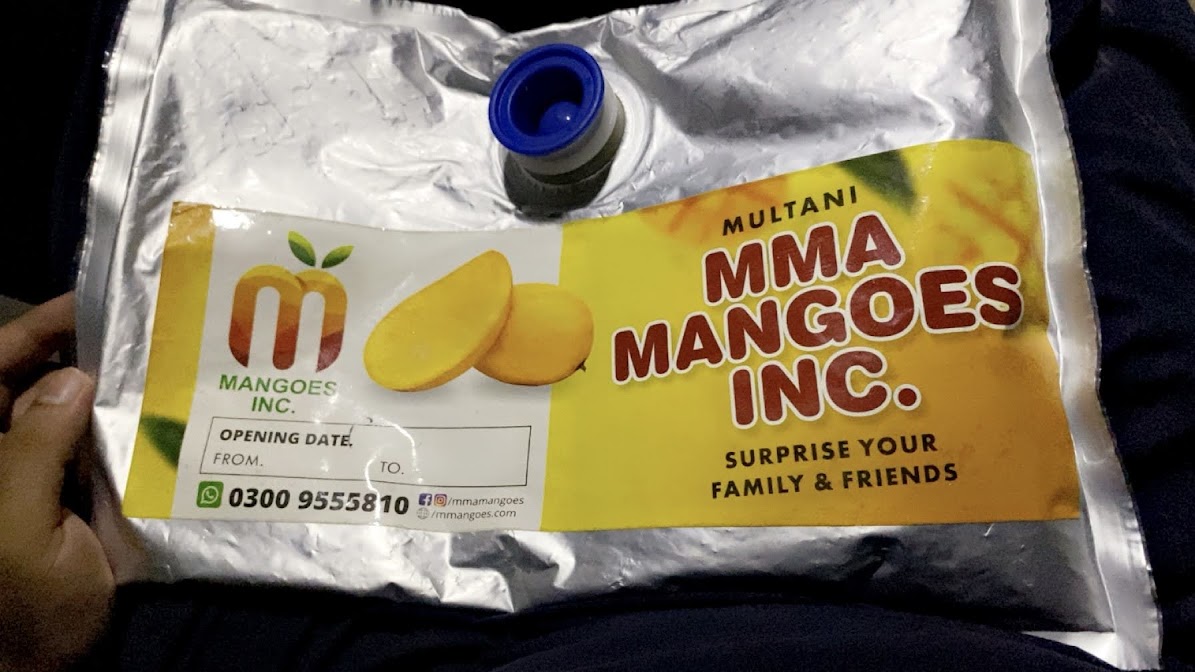 MANGOES
INC.
OPENING DATE.
FROM. TO.
0300 9555810
/mmamangoes
/mmangoes.com
MULTANI
MMA
MANGOES
INC.
SURPRISE YOUR
FAMILY & FRIENDS